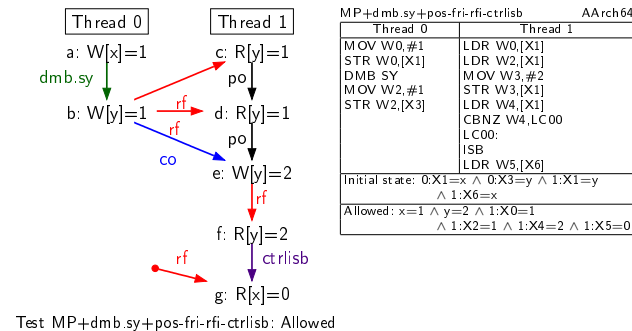 Thread 0
Thread 1
a: W[x]=1
c: R[y]=1
dmb.sy
po
b: W[y]=1
rf
d: R[y]=1
rf
po
co
e: W[y]=2
rf
f: R[y]=2
rf
ctrlisb
g: R[x]=0
Test MP+dmb.sy+pos-fri-rfi-ctrlisb: Allowed
MP+dmb.sy+pos-fri-rfi-ctrlisb AArch64
Thread 0 Thread 1
MOV W0,#1 LDR W0,[X1]
STR W0,[X1] LDR W2,[X1]
DMB SY MOV W3,#2
MOV W2,#1 STR W3,[X1]
STR W2,[X3] LDR W4,[X1]
CBNZ W4,LC00
LC00:
ISB
LDR W5,[X6]
Initial state: 0:X1=x ∧ 0:X3=y ∧ 1:X1=y
∧ 1:X6=x
Allowed: x=1 ∧ y=2 ∧ 1:X0=1
∧ 1:X2=1 ∧ 1:X4=2 ∧ 1:X5=0